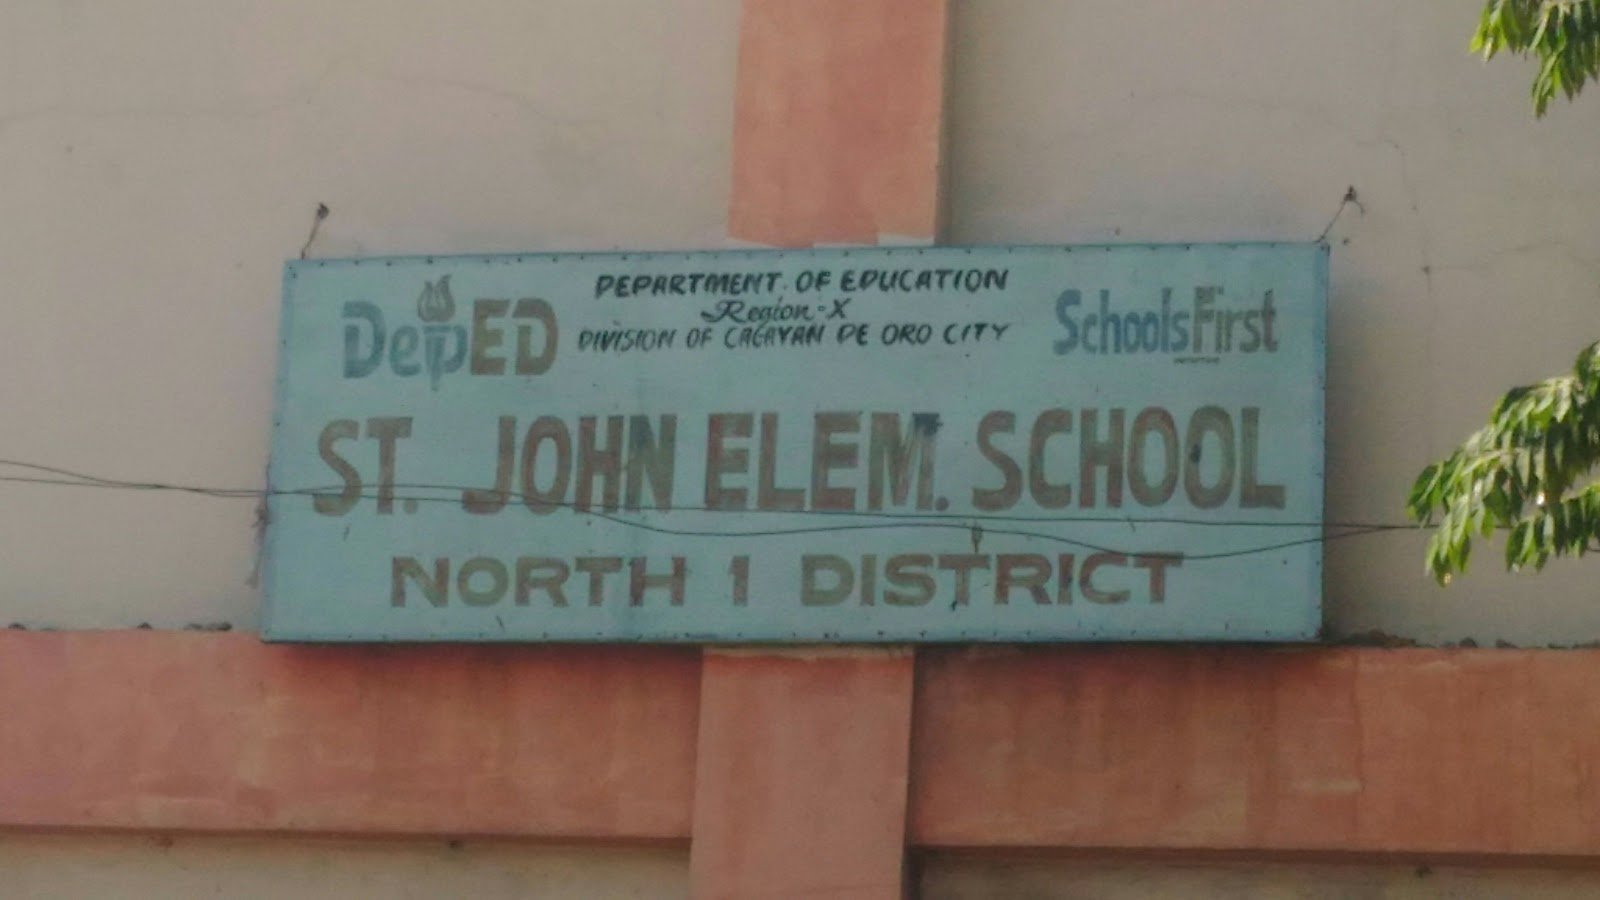 DepED
DEPARTMENT. OF EDUCATION
Region-X
DIVISION OF CAGAYAN DE ORO CITY
SchoolsFirst
ST. JOHN ELEM. SCHOOL
NORTH 1 DISTRICT